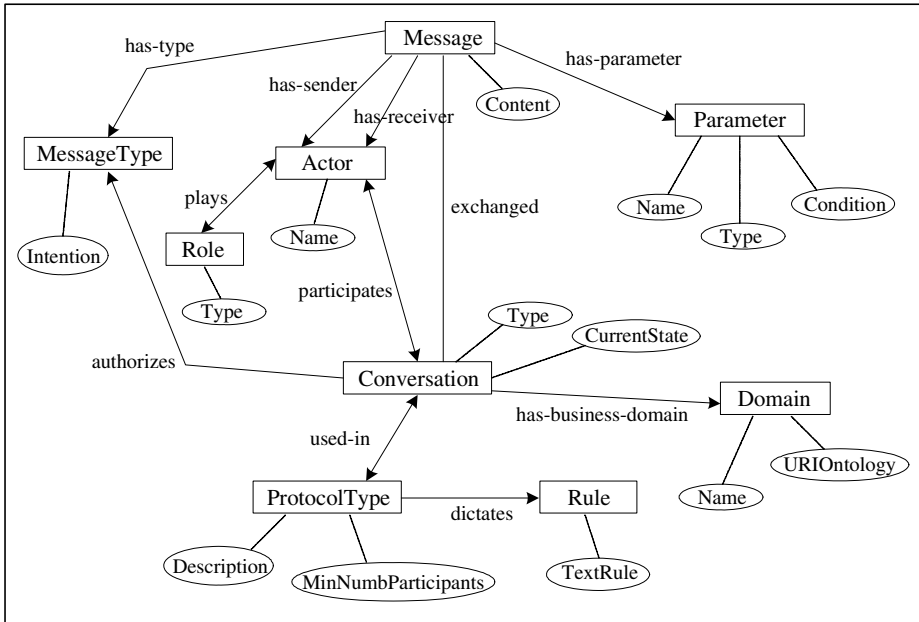 Message
has-type
has-parameter
has-sender
Content
has-receiver
Parameter
MessageType
Actor
plays
exchanged
Name
Condition
Name
Type
Role
Intention
Type
participates
Type
CurrentState
authorizes
Conversation
Domain
has-business-domain
used-in
URIOntology
ProtocolType
Rule
Name
dictates
Description
MinNumbParticipants
TextRule